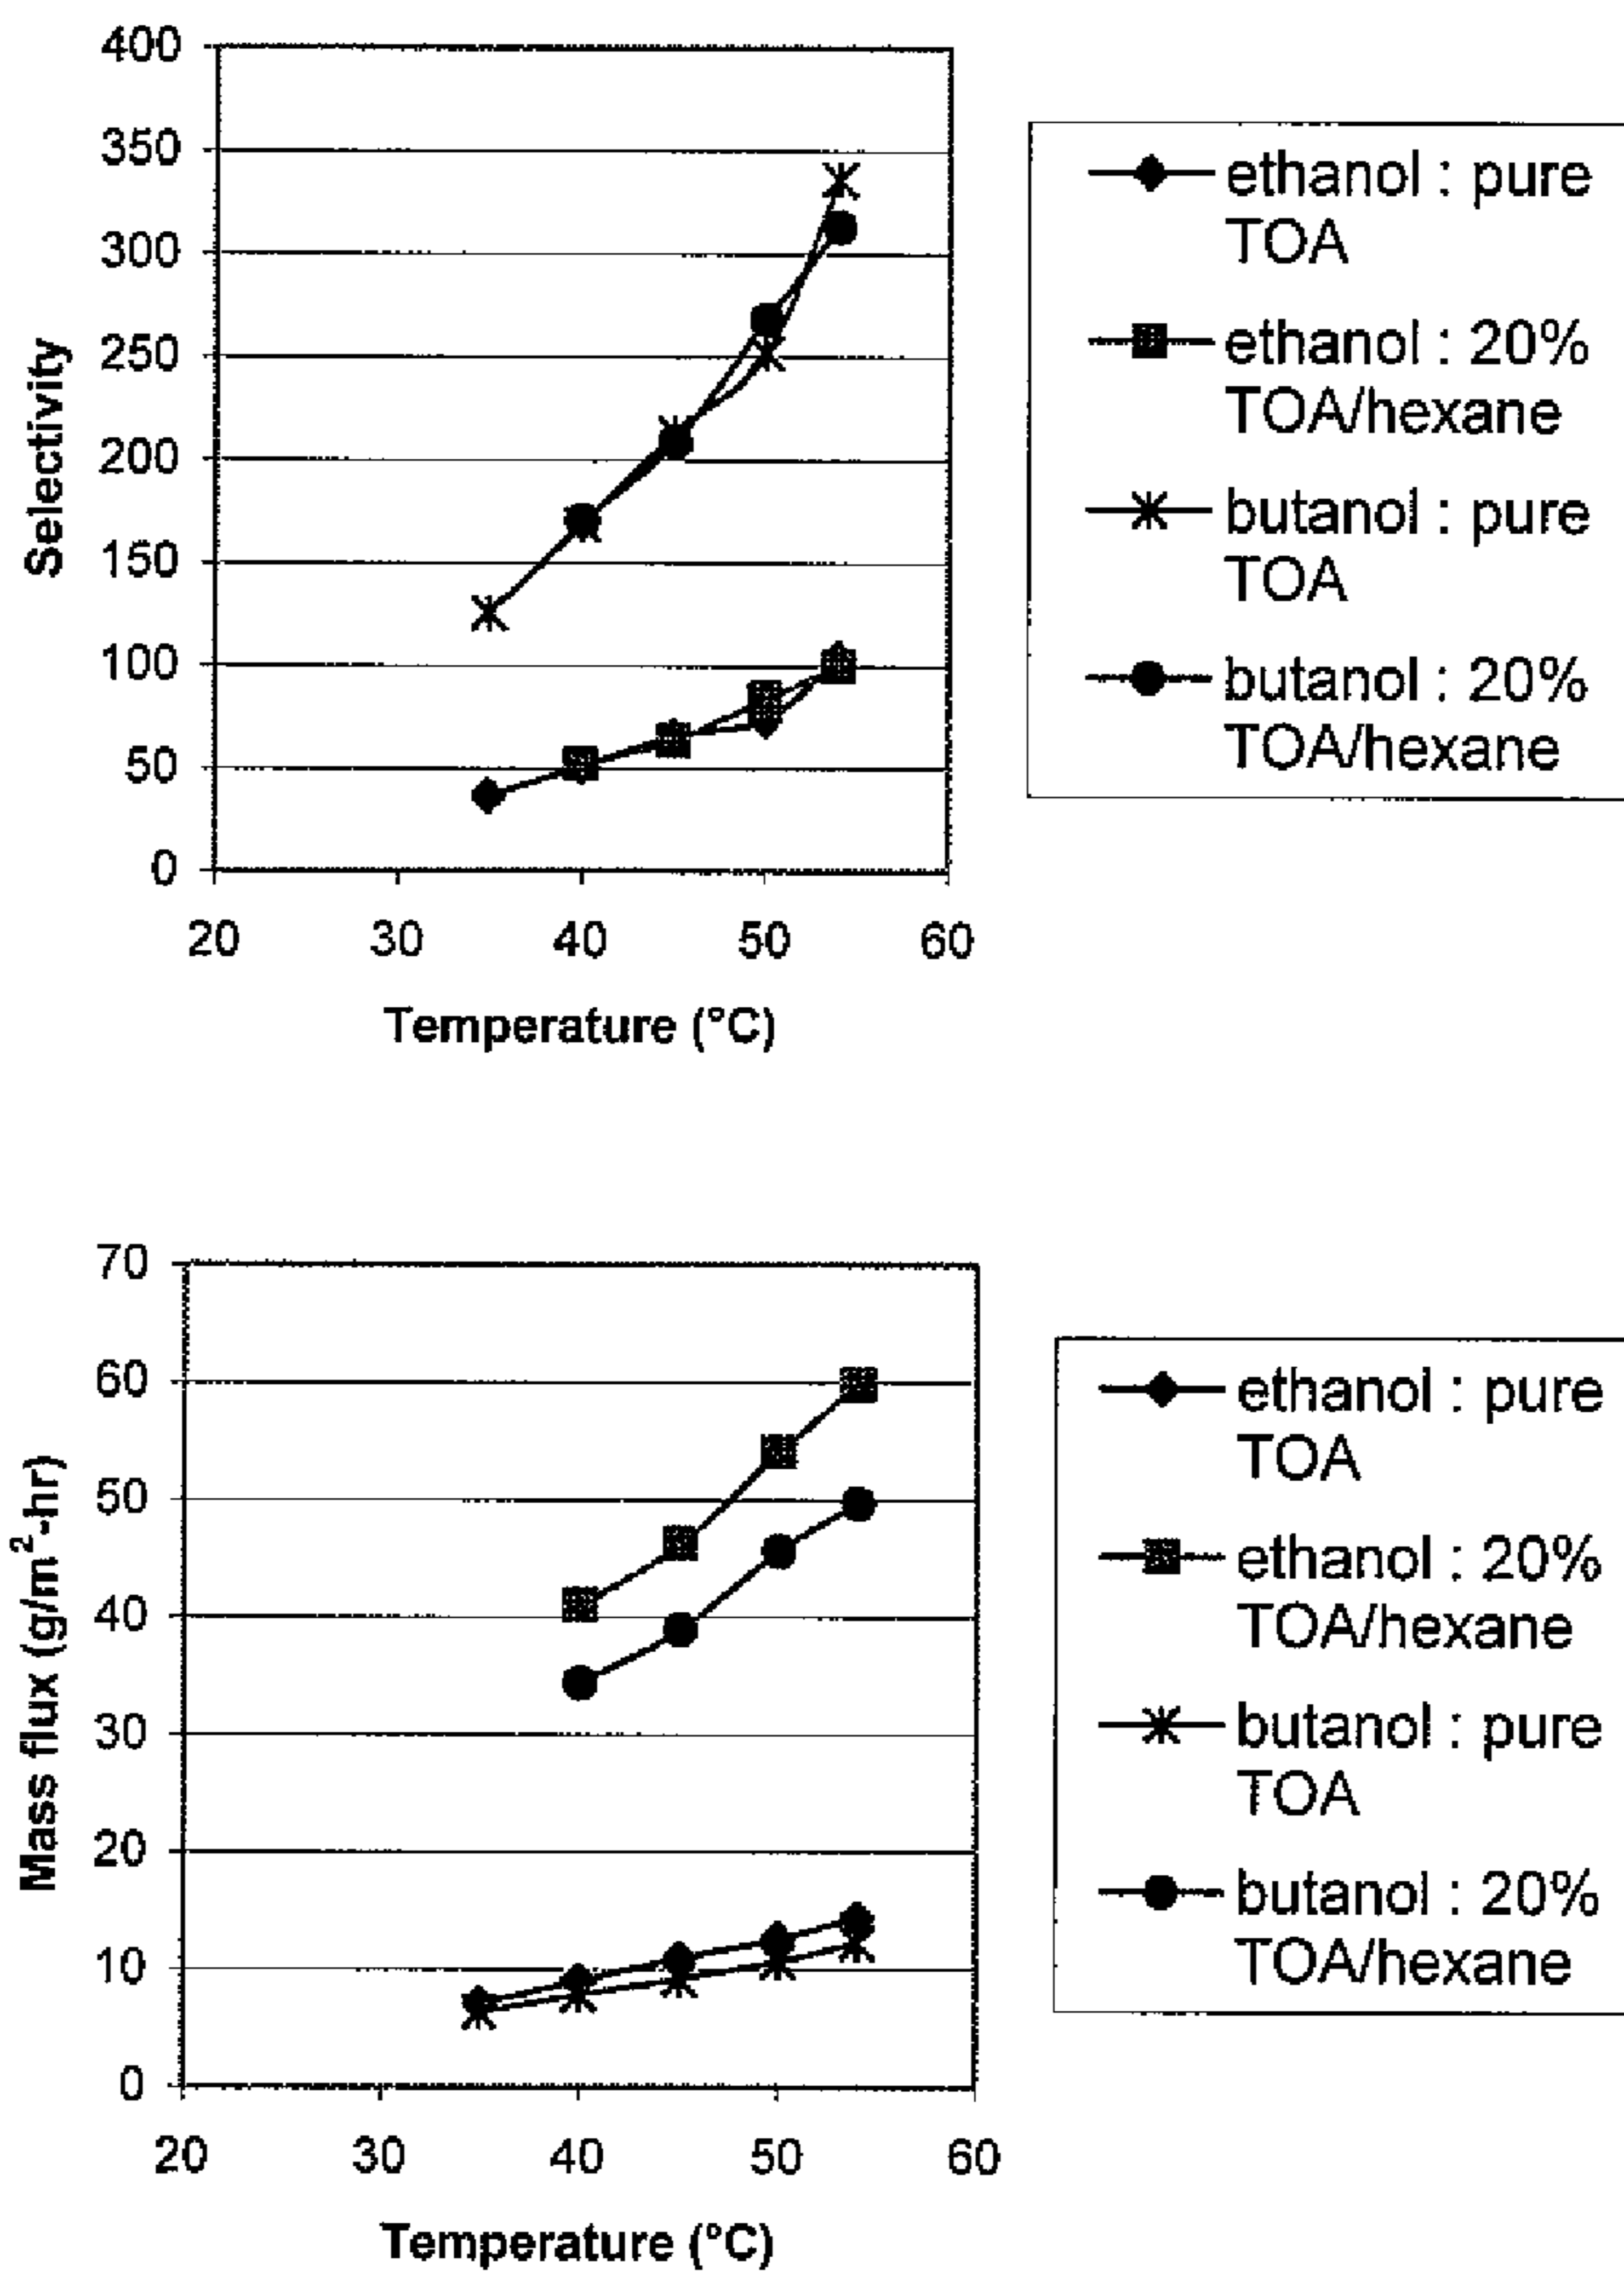 400
350
300
250
200
150
100
50
0
Selectivity
20 30 40 50 60
Temperature (°C)
ethanol : pure
TOA
ethanol : 20%
TOA/hexane
butanol : pure
TOA
butanol : 20%
TOA/hexane
70
60
50
40
30
20
10
0
Mass flux (g/m²-hr)
20 30 40 50 60
Temperature (°C)
ethanol : pure
TOA
ethanol : 20%
TOA/hexane
butanol : pure
TOA
butanol : 20%
TOA/hexane